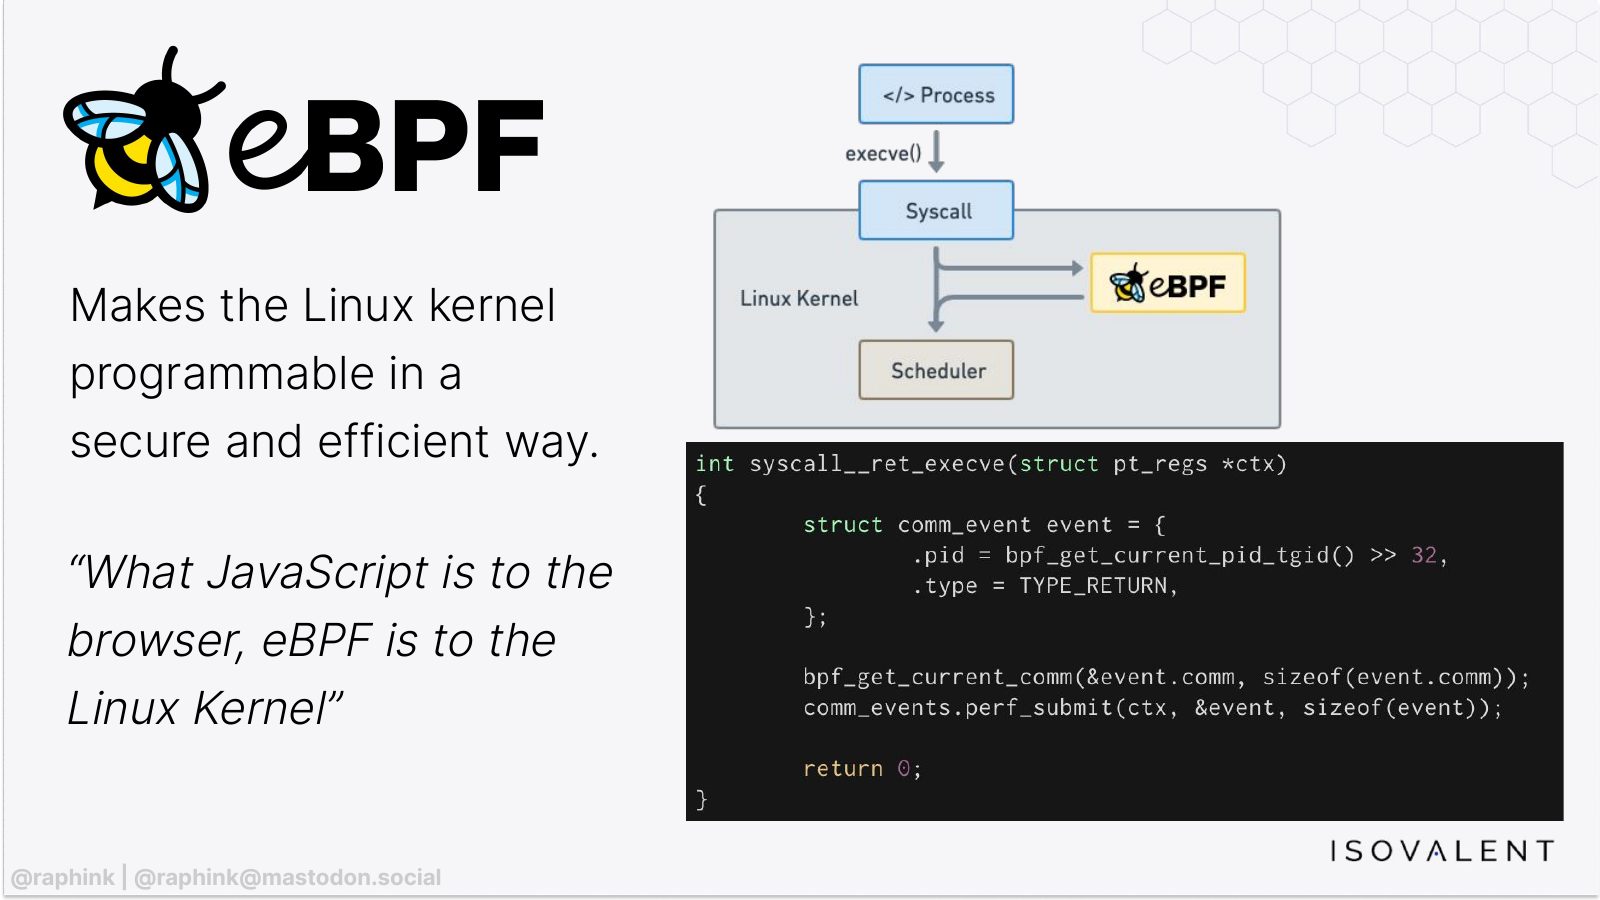 eBPF
Makes the Linux kernel
programmable in a
secure and efficient way.
“What JavaScript is to the
browser, eBPF is to the
Linux Kernel”
</> Process
execve()
Syscall
Linux Kernel
eBPF
Scheduler
int syscall__ret_execve(struct pt_regs *ctx)
{
        struct comm_event event = {
                .pid = bpf_get_current_pid_tgid() >> 32,
                .type = TYPE_RETURN,
        };
        bpf_get_current_comm(&event.comm, sizeof(event.comm));
        comm_events.perf_submit(ctx, &event, sizeof(event));
        return 0;
}
ISOVALENT
@raphink | @raphink@mastodon.social